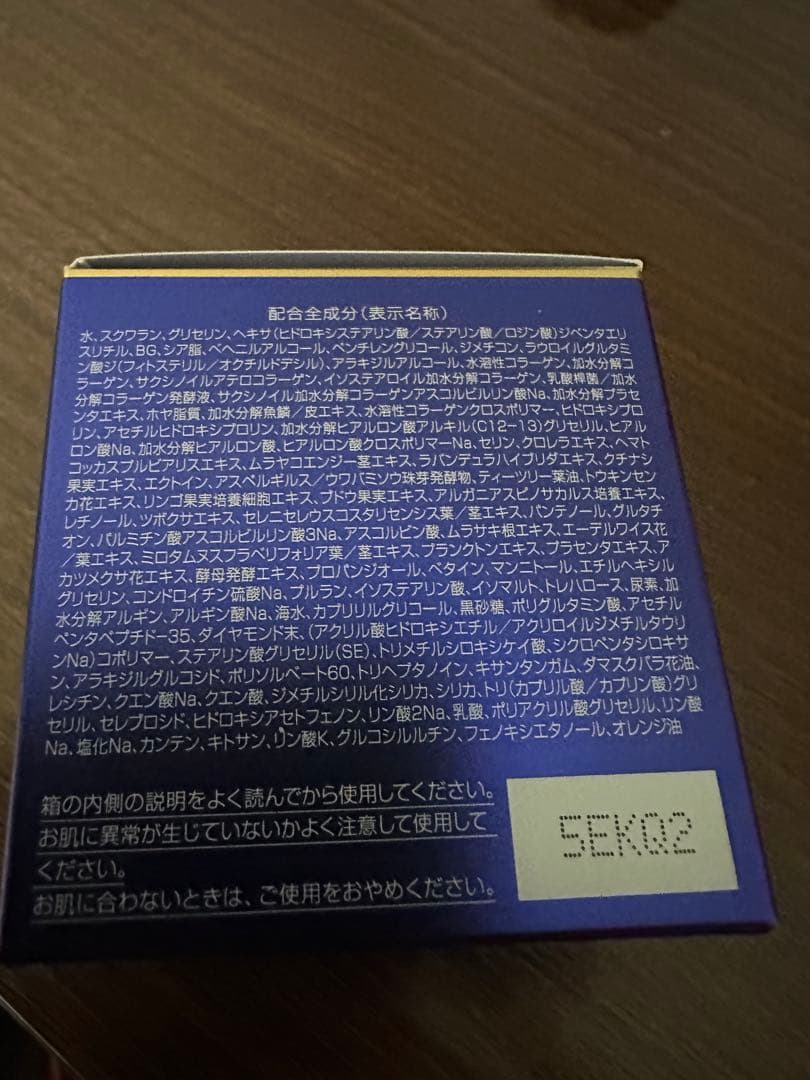 配合全成分(表示名称)
水、スクワラン、グリセリン、ヘキサ(ヒドロキシステアリン酸/ステアリン酸/ロジン酸)ジペンタエリ
スリチル、BG、シア脂、ベヘニルアルコール、ペンチレングリコール、ジメチコン、ラウロイルグルタミ
ン酸ジ(フィトステリル/オクチルドデシル)、アラキジルアルコール、水溶性コラーゲン、加水分解コ
ラーゲン、サクシノイルアテロコラーゲン、イソステアロイル加水分解コラーゲン、乳酸桿菌/加水
分解コラーゲン発酵液、サクシノイル加水分解コラーゲンアスコルビルリン酸Na、加水分解プラセ
ンタエキス、ホヤ脂質、加水分解魚鱗/皮エキス、水溶性コラーゲンクロスポリマー、ヒドロキシプロ
リン、アセチルヒドロキシプロリン、加水分解ヒアルロン酸アルキル(C12-13)グリセリル、ヒアル
ロン酸Na、加水分解ヒアルロン酸、ヒアルロン酸クロスポリマーNa、セリン、クロレラエキス、ヘマト
コッカスプルビアリスエキス、ムラヤコエンジー茎エキス、ラバンデュラハイブリダエキス、クチナシ
果実エキス、エクトイン、アスペルギルス/ウワバミソウ珠芽発酵物、ティーツリー葉油、トウキンセン
カ花エキス、リンゴ果実培養細胞エキス、ブドウ果実エキス、アルガニアスピノサカルス培養エキス、
レチノール、ツボクサエキス、セレニセレウスコスタリセンシス葉/茎エキス、パンテノール、グルタチ
オン、パルミチン酸アスコルビルリン酸3Na、アスコルビン酸、ムラサキ根エキス、エーデルワイス花
/葉エキス、ミロタムヌスフラベリフォリア葉/茎エキス、プランクトンエキス、プラセンタエキス、ア
カツメクサ花エキス、酵母発酵エキス、プロパンジオール、ベタイン、マンニトール、エチルヘキシル
グリセリン、コンドロイチン硫酸Na、プルラン、イソステアリン酸、イソマルト、トレハロース、尿素、加
水分解アルギン、アルギン酸Na、海水、カプリリルグリコール、黒砂糖、ポリグルタミン酸、アセチル
ペンタペプチド-35、ダイヤモンド末、(アクリル酸ヒドロキシエチル/アクリロイルジメチルタウリ
ンNa)コポリマー、ステアリン酸グリセリル(SE)、トリメチルシロキシケイ酸、シクロペンタシロキサ
ン、アラキジルグルコシド、ポリソルベート60、トリヘプタノイン、キサンタンガム、ダマスクバラ花油、
レシチン、クエン酸Na、クエン酸、ジメチルシリル化シリカ、シリカ、トリ(カプリル酸/カプリン酸)グリ
セリル、セレブロシド、ヒドロキシアセトフェノン、リン酸2Na、乳酸、ポリアクリル酸グリセリル、リン酸
Na、塩化Na、カンテン、キトサン、リン酸K、グルコシルルチン、フェノキシエタノール、オレンジ油
箱の内側の説明をよく読んでから使用してください。
お肌に異常が生じていないかよく注意して使用して
ください。
お肌に合わないときは、ご使用をおやめください。
5EKQ2